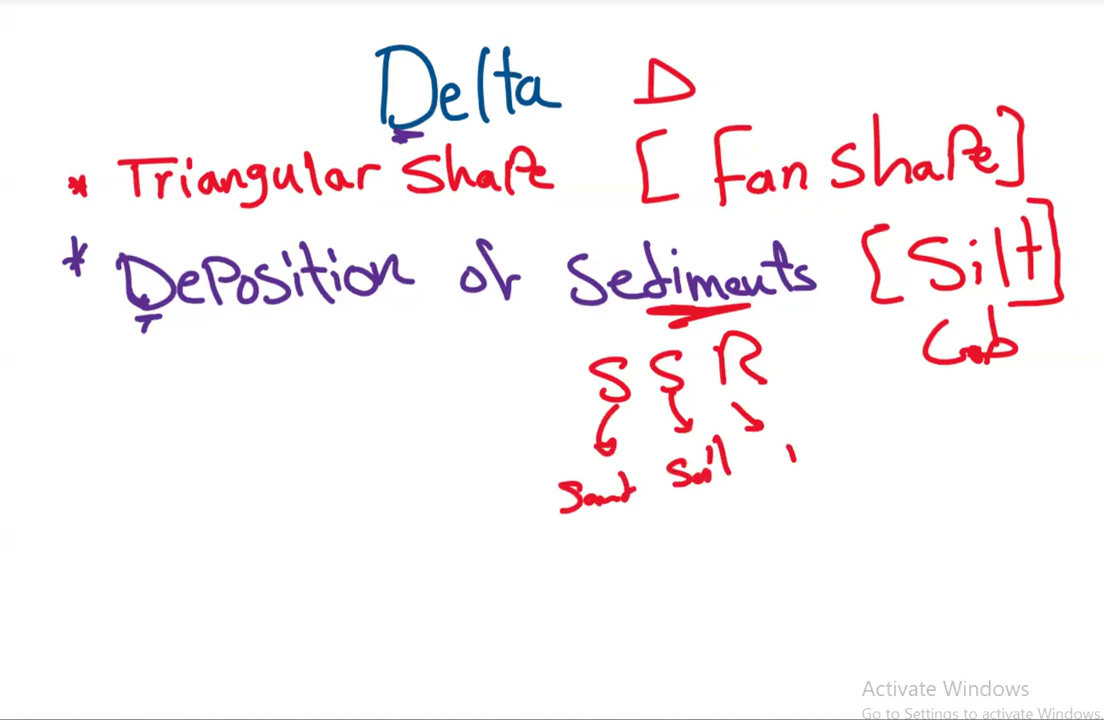 Delta D
* Triangular Shape [Fan Shape]
* Deposition of Sediments [Silt]
S S R
Sand Soil
Activate Windows
Go to Settings to activate Windows.